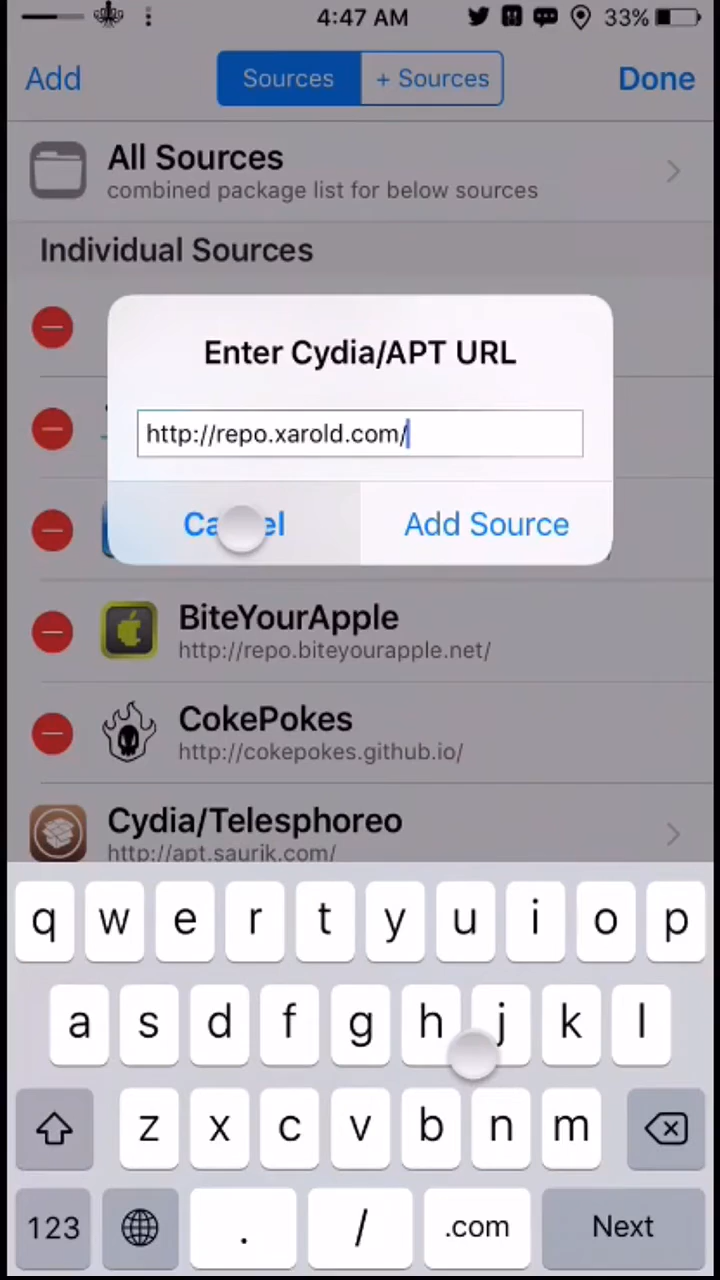 4:47 AM 33%
Add Sources + Sources Done
All Sources
combined package list for below sources
Individual Sources
Enter Cydia/APT URL
http://repo.xarold.com/
Cancel Add Source
BiteYourApple
http://repo.biteyourapple.net/
CokePokes
http://cokepokes.github.io/
Cydia/Telesphoreo
http://apt.saurik.com/
q w e r t y u i o p
a s d f g h j k l
z x c v b n m
123 . / .com Next